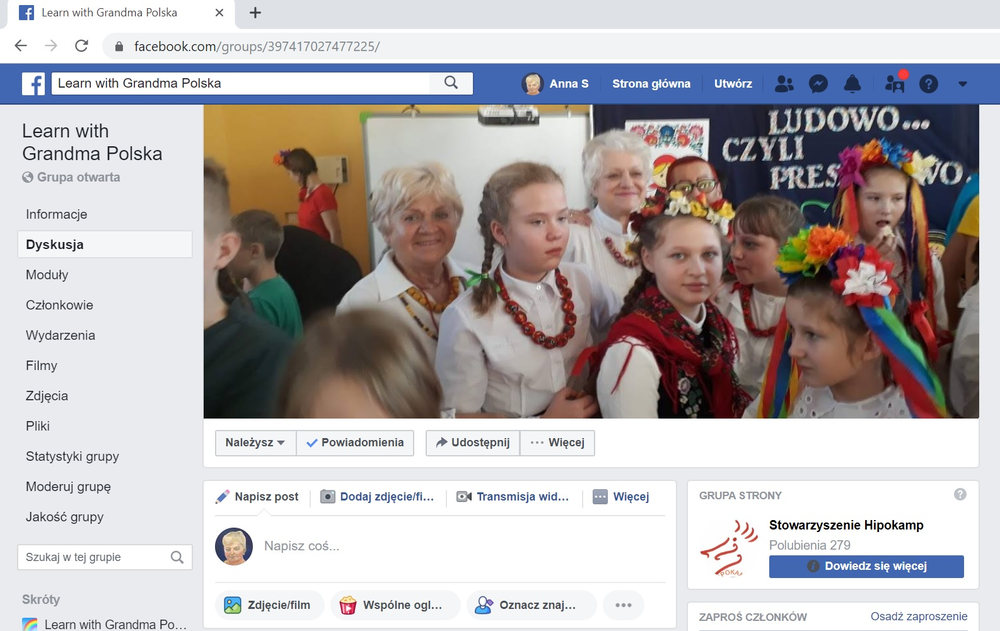 Learn with Grandma Polska
facebook.com/groups/397417027477225/
Learn with Grandma Polska
Anna S
Strona główna
Utwórz
Learn with
Grandma Polska
Grupa otwarta
Informacje
Dyskusja
Moduły
Członkowie
Wydarzenia
Filmy
Zdjęcia
Pliki
Statystyki grupy
Moderuj grupę
Jakość grupy
Szukaj w tej grupie
Skróty
Learn with Grandma Po...
LUDOWO...
CZYLI
Należysz
Powiadomienia
Udostępnij
Więcej
Napisz post
Dodaj zdjęcie/fi...
Transmisja wid...
Więcej
Napisz coś...
Zdjęcie/film
Wspólne ogl...
Oznacz znaj...
GRUPA STRONY
Stowarzyszenie Hipokamp
Polubienia 279
Dowiedz się więcej
ZAPROŚ CZŁONKÓW
Osadź zaproszenie